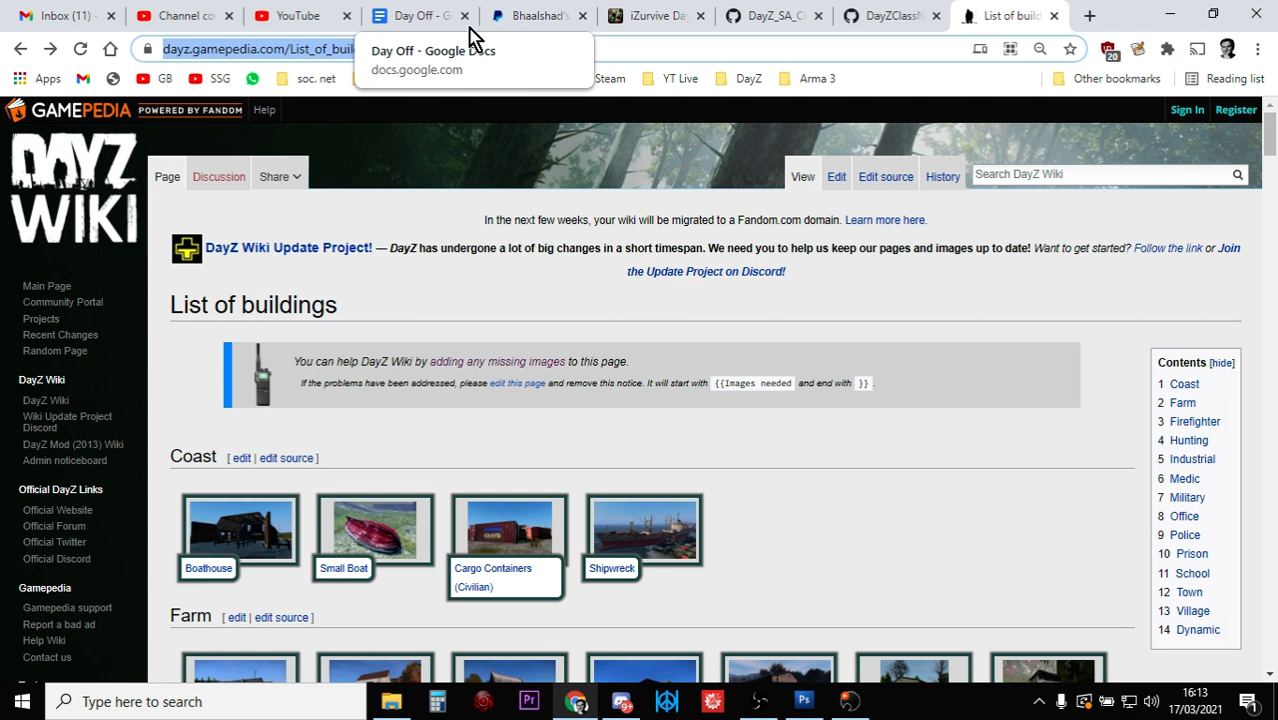 Inbox (11,
Channel co
YouTube
Day Off - G
Bhaalshad's
iZurvive Da
DayZ_SA_C
DayZClassN
List of build
dayz.gamepedia.com/List_of_buil
20
Day Off - Google Docs
docs.google.com
Apps
GB
SSG
soc. net
Steam
YT Live
DayZ
Arma 3
Other bookmarks
Reading list
GAMEPEDIA POWERED BY FANDOM Help
Sign In Register
DAYZ
WIKI
Page Discussion Share
View Edit Edit source History
Search DayZ Wiki
In the next few weeks, your wiki will be migrated to a Fandom.com domain. Learn more here.
DayZ Wiki Update Project! — DayZ has undergone a lot of big changes in a short timespan. We need you to help us keep our pages and images up to date! Want to get started? Follow the link or Join
the Update Project on Discord!
Main Page
Community Portal
Projects
Recent Changes
Random Page
DayZ Wiki
DayZ Wiki
Wiki Update Project
Discord
DayZ Mod (2013) Wiki
Admin noticeboard
Official DayZ Links
Official Website
Official Forum
Official Twitter
Official Discord
Gamepedia
Gamepedia support
Report a bad ad
Help Wiki
Contact us
List of buildings
You can help DayZ Wiki by adding any missing images to this page.
If the problems have been addressed, please edit this page and remove this notice. It will start with {{Images needed and end with }} .
Contents [hide]
1 Coast
2 Farm
3 Firefighter
4 Hunting
5 Industrial
6 Medic
7 Military
8 Office
9 Police
10 Prison
11 School
12 Town
13 Village
14 Dynamic
Coast [ edit | edit source ]
Boathouse
Small Boat
Cargo Containers
(Civilian)
Shipwreck
Farm [ edit | edit source ]
Type here to search
16:13
17/03/2021